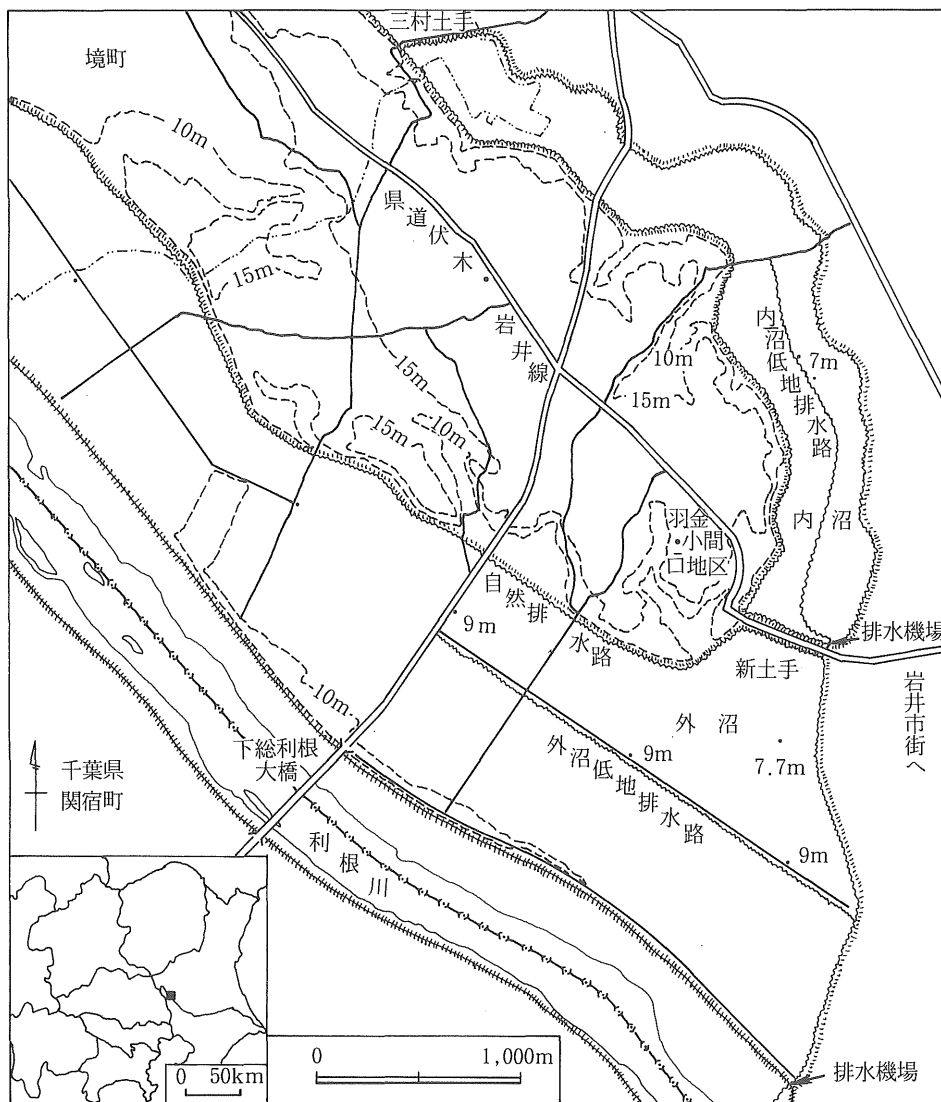 三村土手
境町
10m
県道伏木岩井線
15m
内沼低地排水路
7m
10m
15m
15m
10m
15m
羽金
小間
口地区
内沼
自然排水路
9m
排水機場
新土手
岩井市街へ
外沼
10m
下総利根
大橋
外沼低地排水路
9m
7.7m
千葉県
関宿町
9m
利根川
0 50km
0 1,000m
排水機場